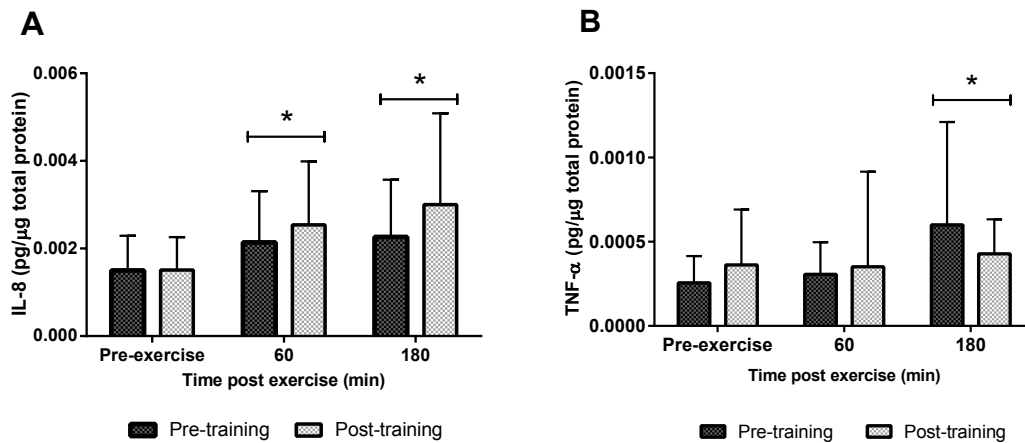 A
IL-8 (pg/µg total protein)
0.006
0.004
0.002
0.000
*
*
Pre-exercise 60 180
Time post exercise (min)
Pre-training Post-training
B
TNF-α (pg/µg total protein)
0.0015
0.0010
0.0005
0.0000
*
Pre-exercise 60 180
Time post exercise (min)
Pre-training Post-training